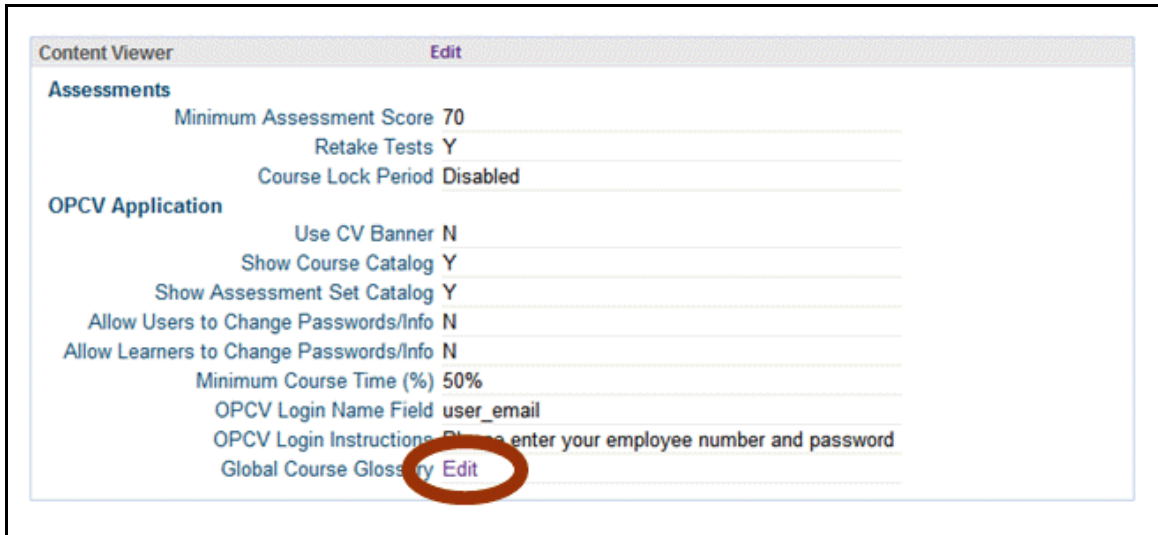 Content Viewer Edit
Assessments
Minimum Assessment Score 70
Retake Tests Y
Course Lock Period Disabled
OPCV Application
Use CV Banner N
Show Course Catalog Y
Show Assessment Set Catalog Y
Allow Users to Change Passwords/Info N
Allow Learners to Change Passwords/Info N
Minimum Course Time (%) 50%
OPCV Login Name Field user_email
OPCV Login Instructions Please enter your employee number and password
Global Course Glossary Edit